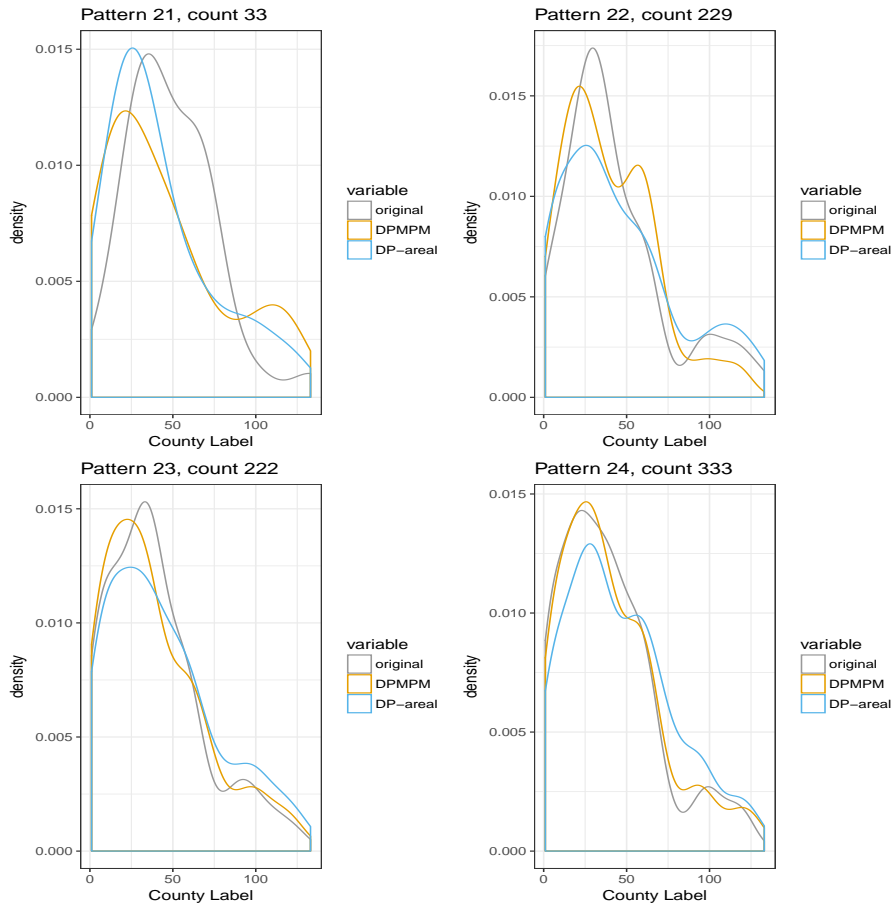 Pattern 21, count 33
0.015
0.010
0.005
0.000
density
0
50
100
County Label
variable
original
DPMPM
DP−areal
Pattern 22, count 229
0.015
0.010
0.005
0.000
density
0
50
100
County Label
variable
original
DPMPM
DP−areal
Pattern 23, count 222
0.015
0.010
0.005
0.000
density
0
50
100
County Label
variable
original
DPMPM
DP−areal
Pattern 24, count 333
0.015
0.010
0.005
0.000
density
0
50
100
County Label
variable
original
DPMPM
DP−areal